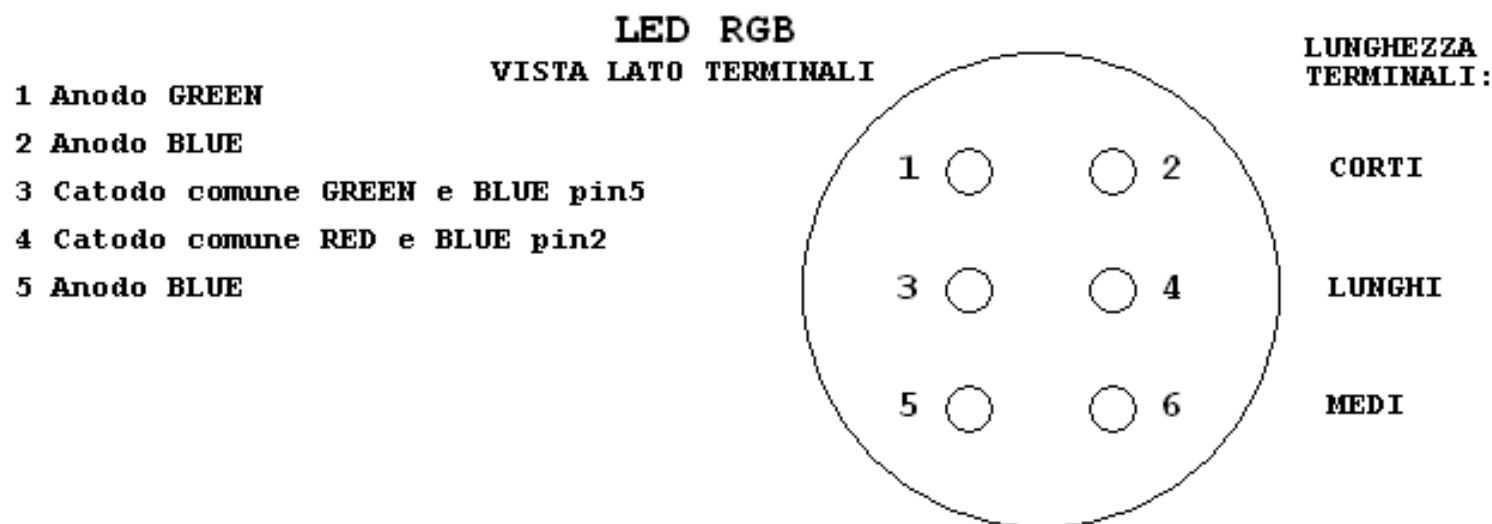 LED RGB
VISTA LATO TERMINALI
1 Anodo GREEN
2 Anodo BLUE
3 Catodo comune GREEN e BLUE pin5
4 Catodo comune RED e BLUE pin2
5 Anodo BLUE
LUNGHEZZA
TERMINALI:
1 2 CORTI
3 4 LUNGHI
5 6 MEDI